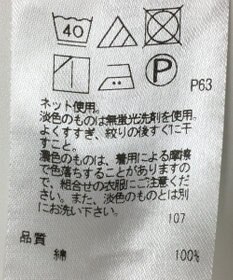 40
P
P63
ネット使用。
淡色のものは無蛍光洗剤を使用。
よくすすぎ、絞りの後すぐに干
すこと。
濃色のものは、着用による摩擦
で色落ちすることがありますの
で、組合せの衣服にご注意くだ
さい。また、淡色のものとは別
にお洗い下さい。
107
品質
綿 100%